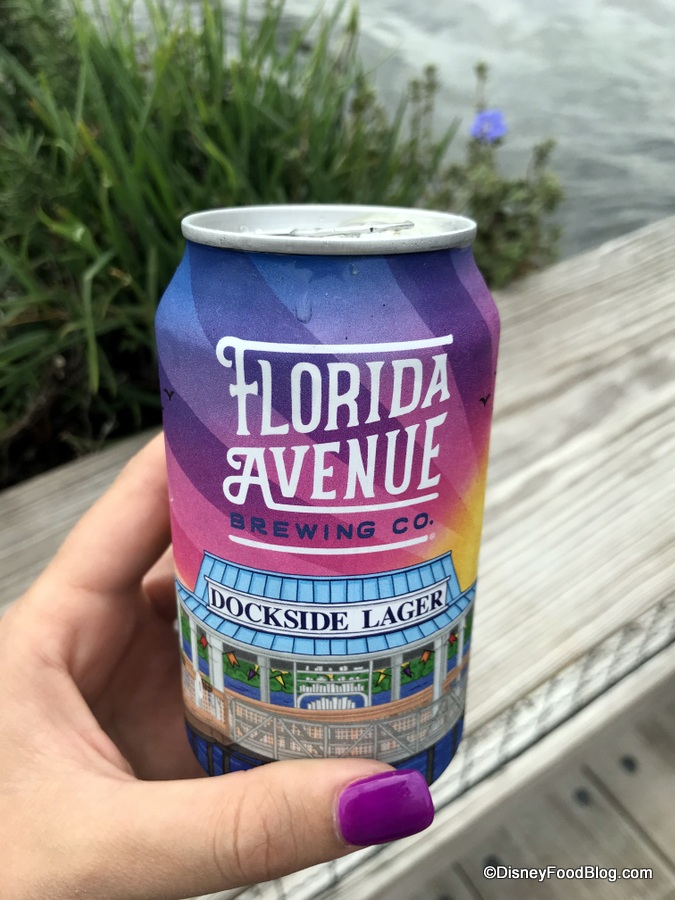 FLORIDA
AVENUE
BREWING CO.
DOCKSIDE LAGER
©DisneyFoodBlog.com